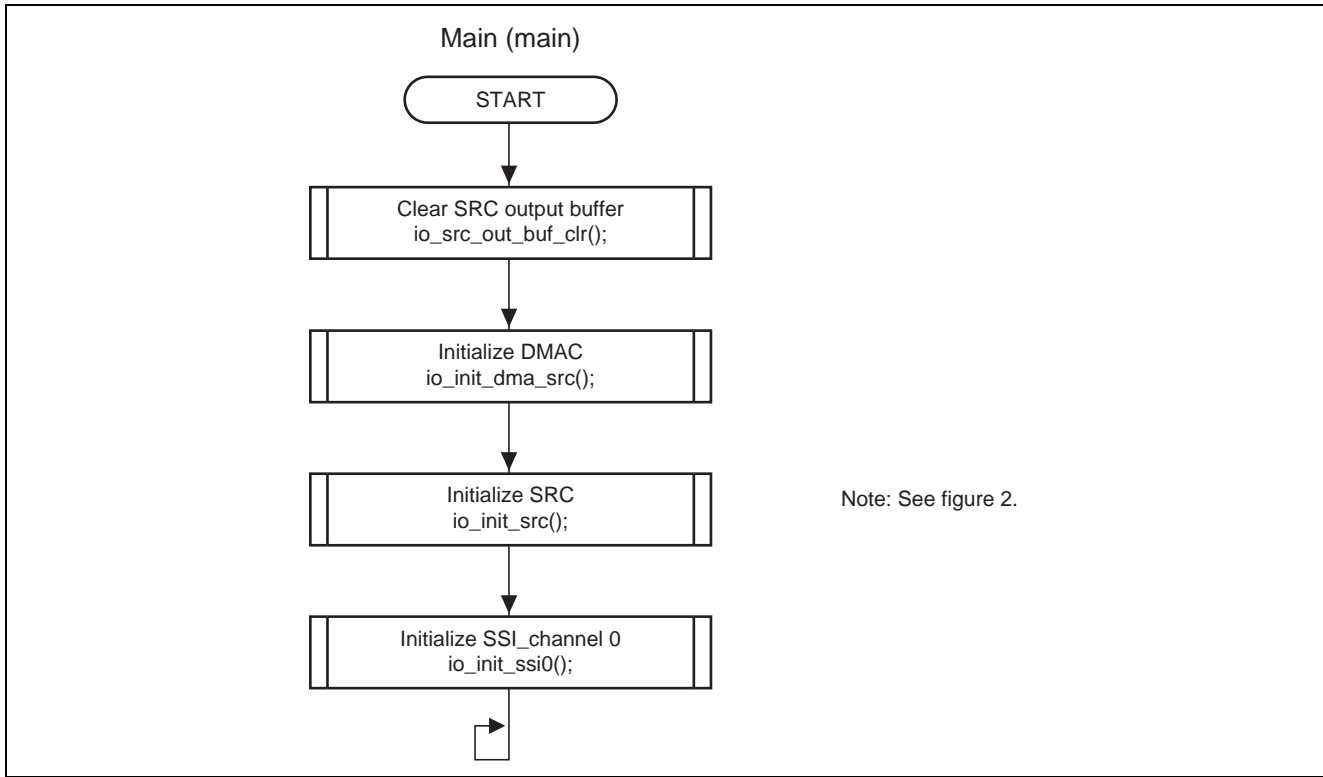 Main (main)
START
Clear SRC output buffer
io_src_out_buf_clr();
Initialize DMAC
io_init_dma_src();
Initialize SRC
io_init_src();
Note: See figure 2.
Initialize SSI_channel 0
io_init_ssi0();